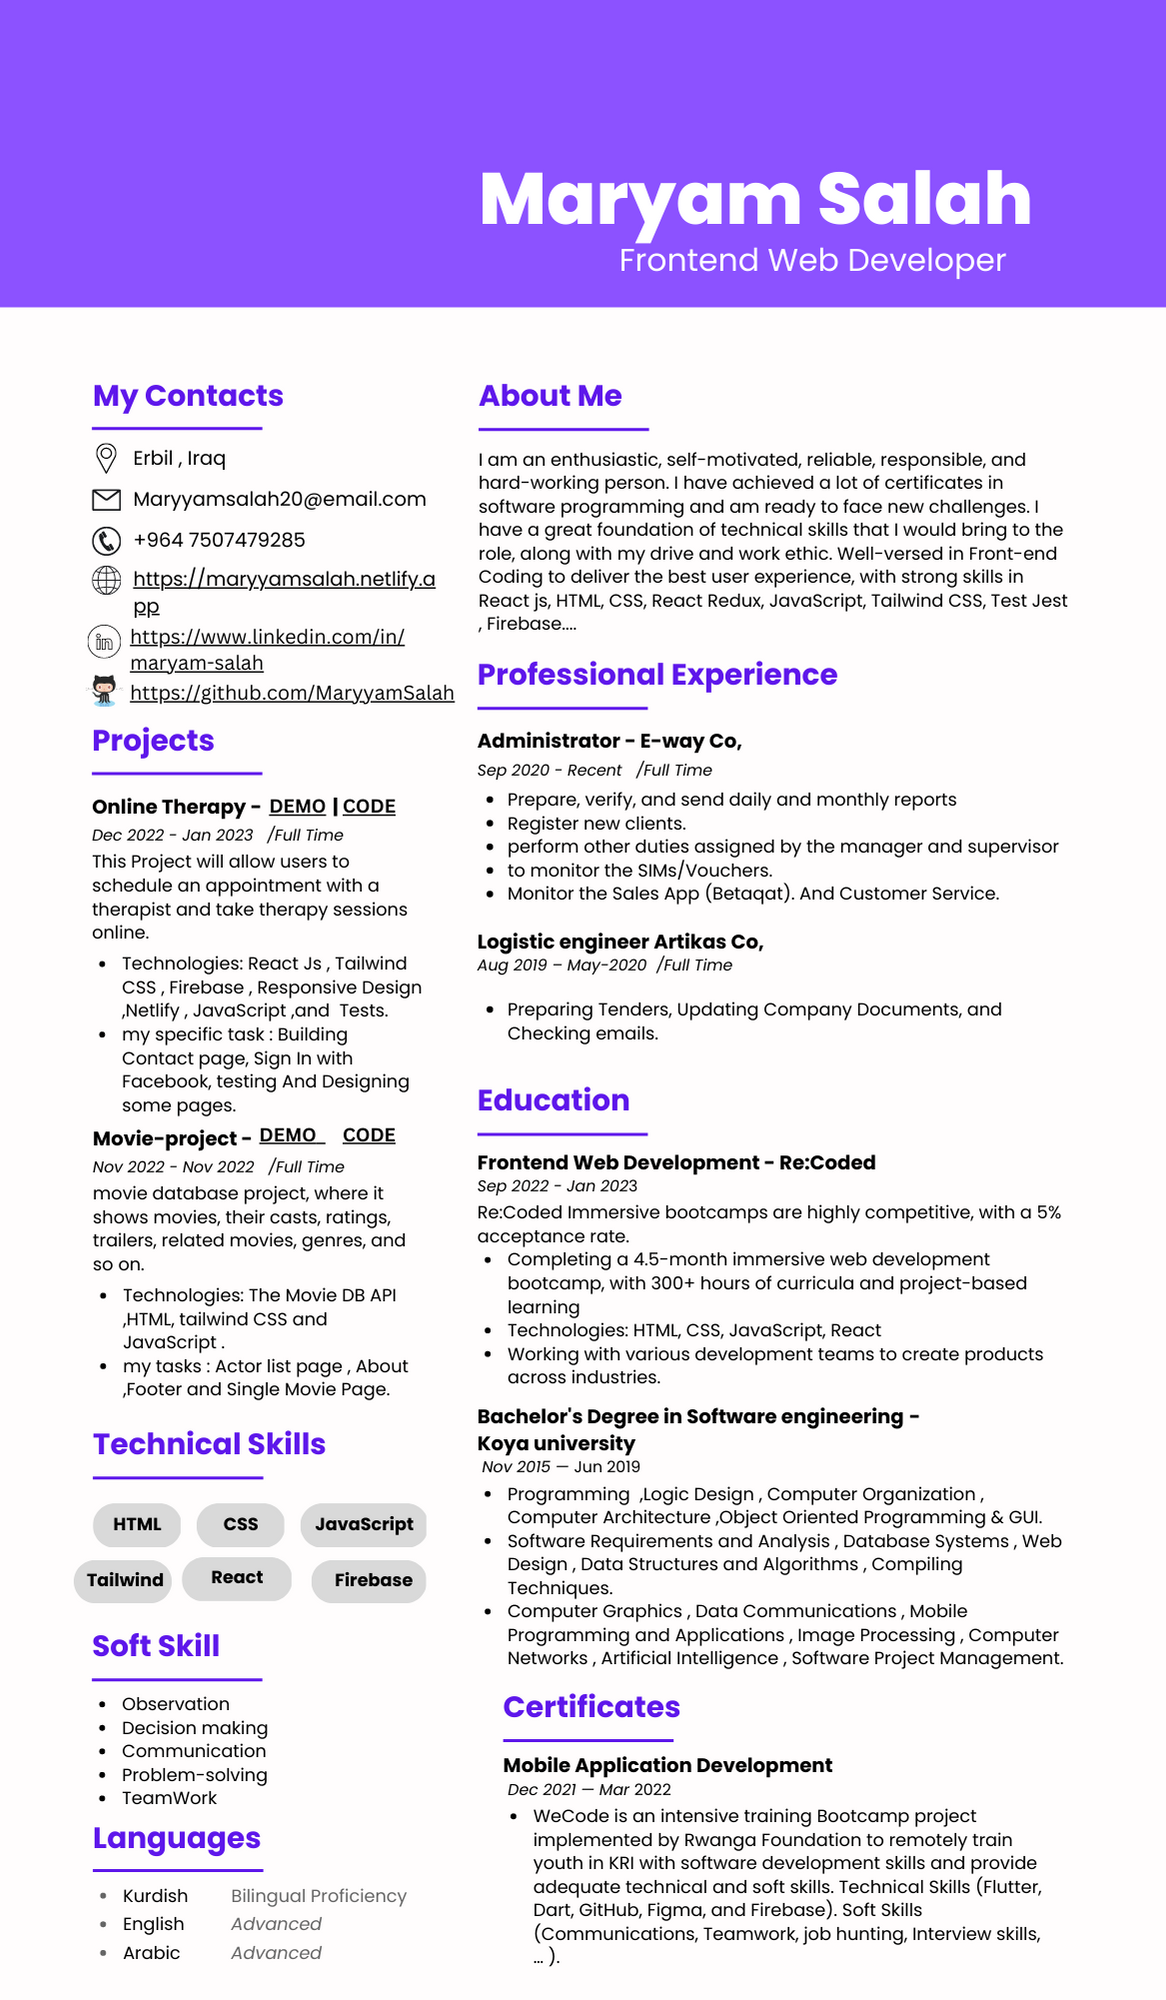 Maryam Salah
Frontend Web Developer
My Contacts
Erbil , Iraq
Maryyamsalah20@email.com
+964 7507479285
https://maryyamsalah.netlify.a
pp
https://www.linkedin.com/in/
maryam-salah
https://github.com/MaryyamSalah
Projects
Online Therapy - DEMO | CODE
Dec 2022 - Jan 2023 /Full Time
This Project will allow users to
schedule an appointment with a
therapist and take therapy sessions
online.
• Technologies: React Js , Tailwind
CSS , Firebase , Responsive Design
,Netlify , JavaScript ,and Tests.
• my specific task : Building
Contact page, Sign In with
Facebook, testing And Designing
some pages.
Movie-project - DEMO CODE
Nov 2022 - Nov 2022 /Full Time
movie database project, where it
shows movies, their casts, ratings,
trailers, related movies, genres, and
so on.
• Technologies: The Movie DB API
,HTML, tailwind CSS and
JavaScript .
• my tasks : Actor list page , About
,Footer and Single Movie Page.
Technical Skills
HTML CSS JavaScript
Tailwind React Firebase
Soft Skill
• Observation
• Decision making
• Communication
• Problem-solving
• TeamWork
Languages
• Kurdish Bilingual Proficiency
• English Advanced
• Arabic Advanced
About Me
I am an enthusiastic, self-motivated, reliable, responsible, and
hard-working person. I have achieved a lot of certificates in
software programming and am ready to face new challenges. I
have a great foundation of technical skills that I would bring to the
role, along with my drive and work ethic. Well-versed in Front-end
Coding to deliver the best user experience, with strong skills in
React js, HTML, CSS, React Redux, JavaScript, Tailwind CSS, Test Jest
, Firebase....
Professional Experience
Administrator - E-way Co,
Sep 2020 - Recent /Full Time
• Prepare, verify, and send daily and monthly reports
• Register new clients.
• perform other duties assigned by the manager and supervisor
• to monitor the SIMs/Vouchers.
• Monitor the Sales App (Betaqat). And Customer Service.
Logistic engineer Artikas Co,
Aug 2019 – May-2020 /Full Time
• Preparing Tenders, Updating Company Documents, and
Checking emails.
Education
Frontend Web Development - Re:Coded
Sep 2022 - Jan 2023
Re:Coded Immersive bootcamps are highly competitive, with a 5%
acceptance rate.
• Completing a 4.5-month immersive web development
bootcamp, with 300+ hours of curricula and project-based
learning
• Technologies: HTML, CSS, JavaScript, React
• Working with various development teams to create products
across industries.
Bachelor's Degree in Software engineering -
Koya university
Nov 2015 — Jun 2019
• Programming ,Logic Design , Computer Organization ,
Computer Architecture ,Object Oriented Programming & GUI.
• Software Requirements and Analysis , Database Systems , Web
Design , Data Structures and Algorithms , Compiling
Techniques.
• Computer Graphics , Data Communications , Mobile
Programming and Applications , Image Processing , Computer
Networks , Artificial Intelligence , Software Project Management.
Certificates
Mobile Application Development
Dec 2021 — Mar 2022
• WeCode is an intensive training Bootcamp project
implemented by Rwanga Foundation to remotely train
youth in KRI with software development skills and provide
adequate technical and soft skills. Technical Skills (Flutter,
Dart, GitHub, Figma, and Firebase). Soft Skills
(Communications, Teamwork, job hunting, Interview skills,
... ).